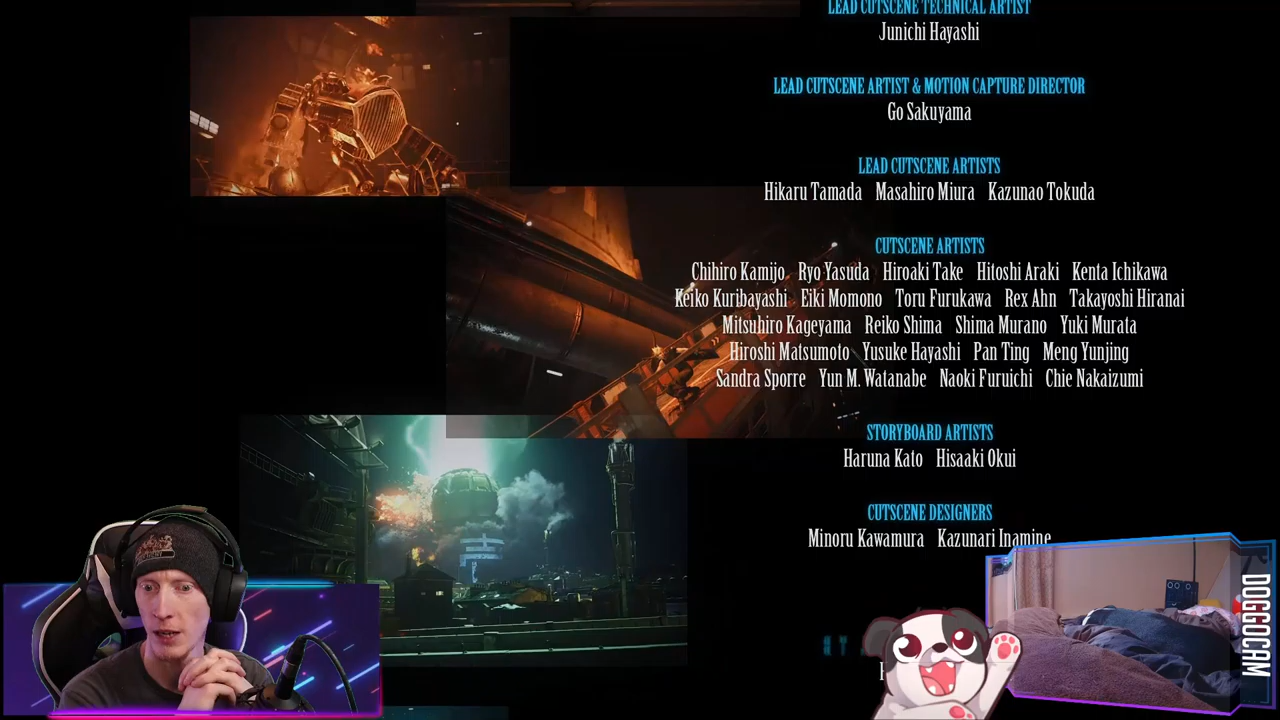 LEAD CUTSCENE TECHNICAL ARTIST
Junichi Hayashi
LEAD CUTSCENE ARTIST & MOTION CAPTURE DIRECTOR
Go Sakuyama
LEAD CUTSCENE ARTISTS
Hikaru Tamada Masahiro Miura Kazunao Tokuda
CUTSCENE ARTISTS
Chihiro Kamijo Ryo Yasuda Hiroaki Take Hitoshi Araki Kenta Ichikawa
Keiko Kuribayashi Eiki Momono Toru Furukawa Rex Ahn Takayoshi Hiranai
Mitsuhiro Kageyama Reiko Shima Shima Murano Yuki Murata
Hiroshi Matsumoto Yusuke Hayashi Pan Ting Meng Yunjing
Sandra Sporre Yun M. Watanabe Naoki Furuichi Chie Nakaizumi
STORYBOARD ARTISTS
Haruna Kato Hisaaki Okui
CUTSCENE DESIGNERS
Minoru Kawamura Kazunari Inamine
DOGGOCAM